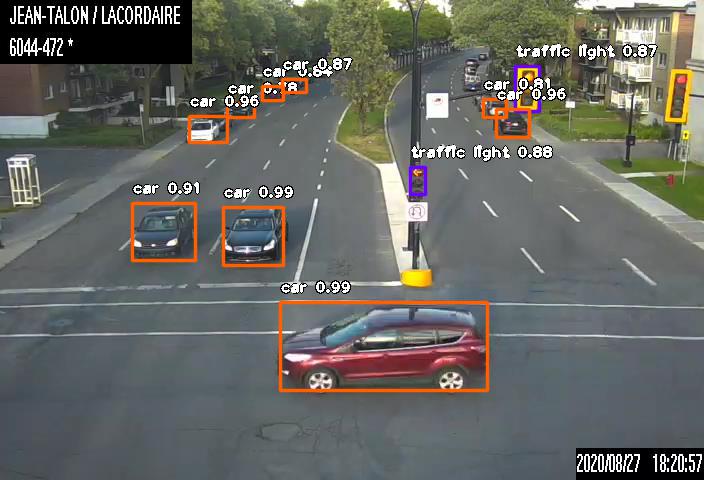 JEAN-TALON / LACORDAIRE
6044-472 *
car 0.87
traffic light 0.87
car 0.81
car 0.96
car 0.96
traffic light 0.88
car 0.91
car 0.99
car 0.99
2020/08/27 18:20:57